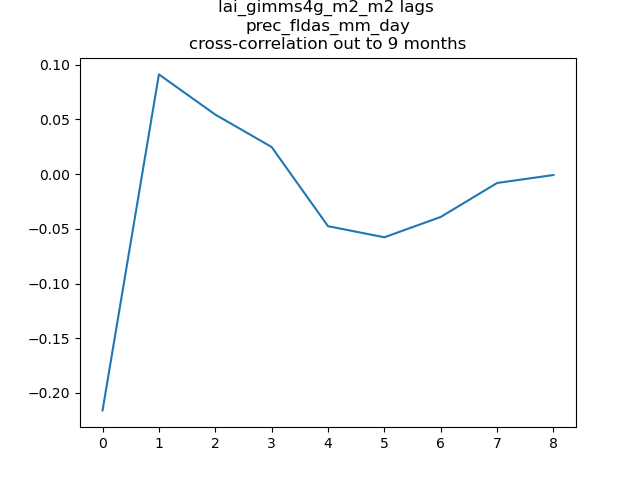 lai_gimms4g_m2_m2 lags
prec_fldas_mm_day
cross-correlation out to 9 months
0.10
0.05
0.00
−0.05
−0.10
−0.15
−0.20
0 1 2 3 4 5 6 7 8